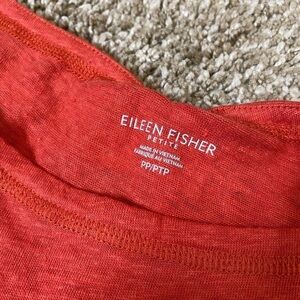 EILEEN FISHER
PETITE
MADE IN VIETNAM
FABRIQUÉ AU VIETNAM
PP/PTP